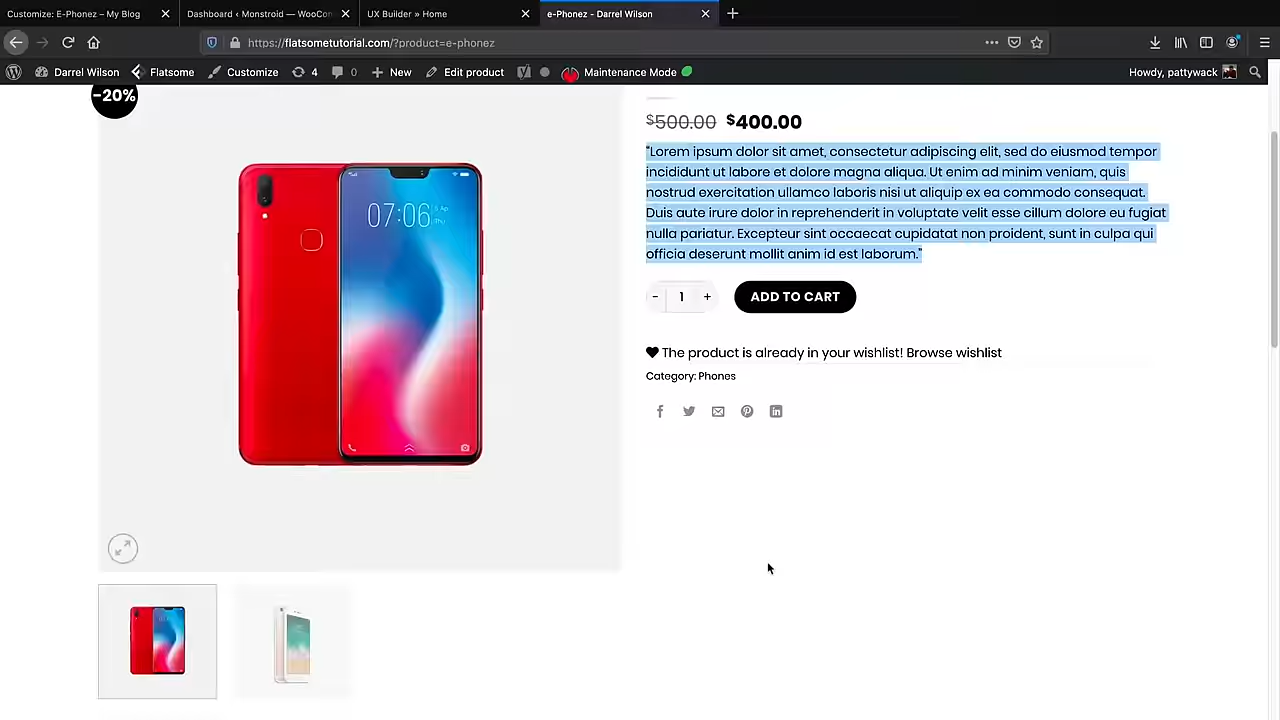 Customize: E-Phonez – My Blog
Dashboard ‹ Monstroid — WooCon
UX Builder » Home
e-Phonez - Darrel Wilson
https://flatsometutorial.com/?product=e-phonez
Darrel Wilson
Flatsome
Customize
4
0
New
Edit product
Maintenance Mode
Howdy, pattywack
-20%
$500.00 $400.00
"Lorem ipsum dolor sit amet, consectetur adipiscing elit, sed do eiusmod tempor
incididunt ut labore et dolore magna aliqua. Ut enim ad minim veniam, quis
nostrud exercitation ullamco laboris nisi ut aliquip ex ea commodo consequat.
Duis aute irure dolor in reprehenderit in voluptate velit esse cillum dolore eu fugiat
nulla pariatur. Excepteur sint occaecat cupidatat non proident, sunt in culpa qui
officia deserunt mollit anim id est laborum."
- 1 +
ADD TO CART
The product is already in your wishlist! Browse wishlist
Category: Phones
07:06